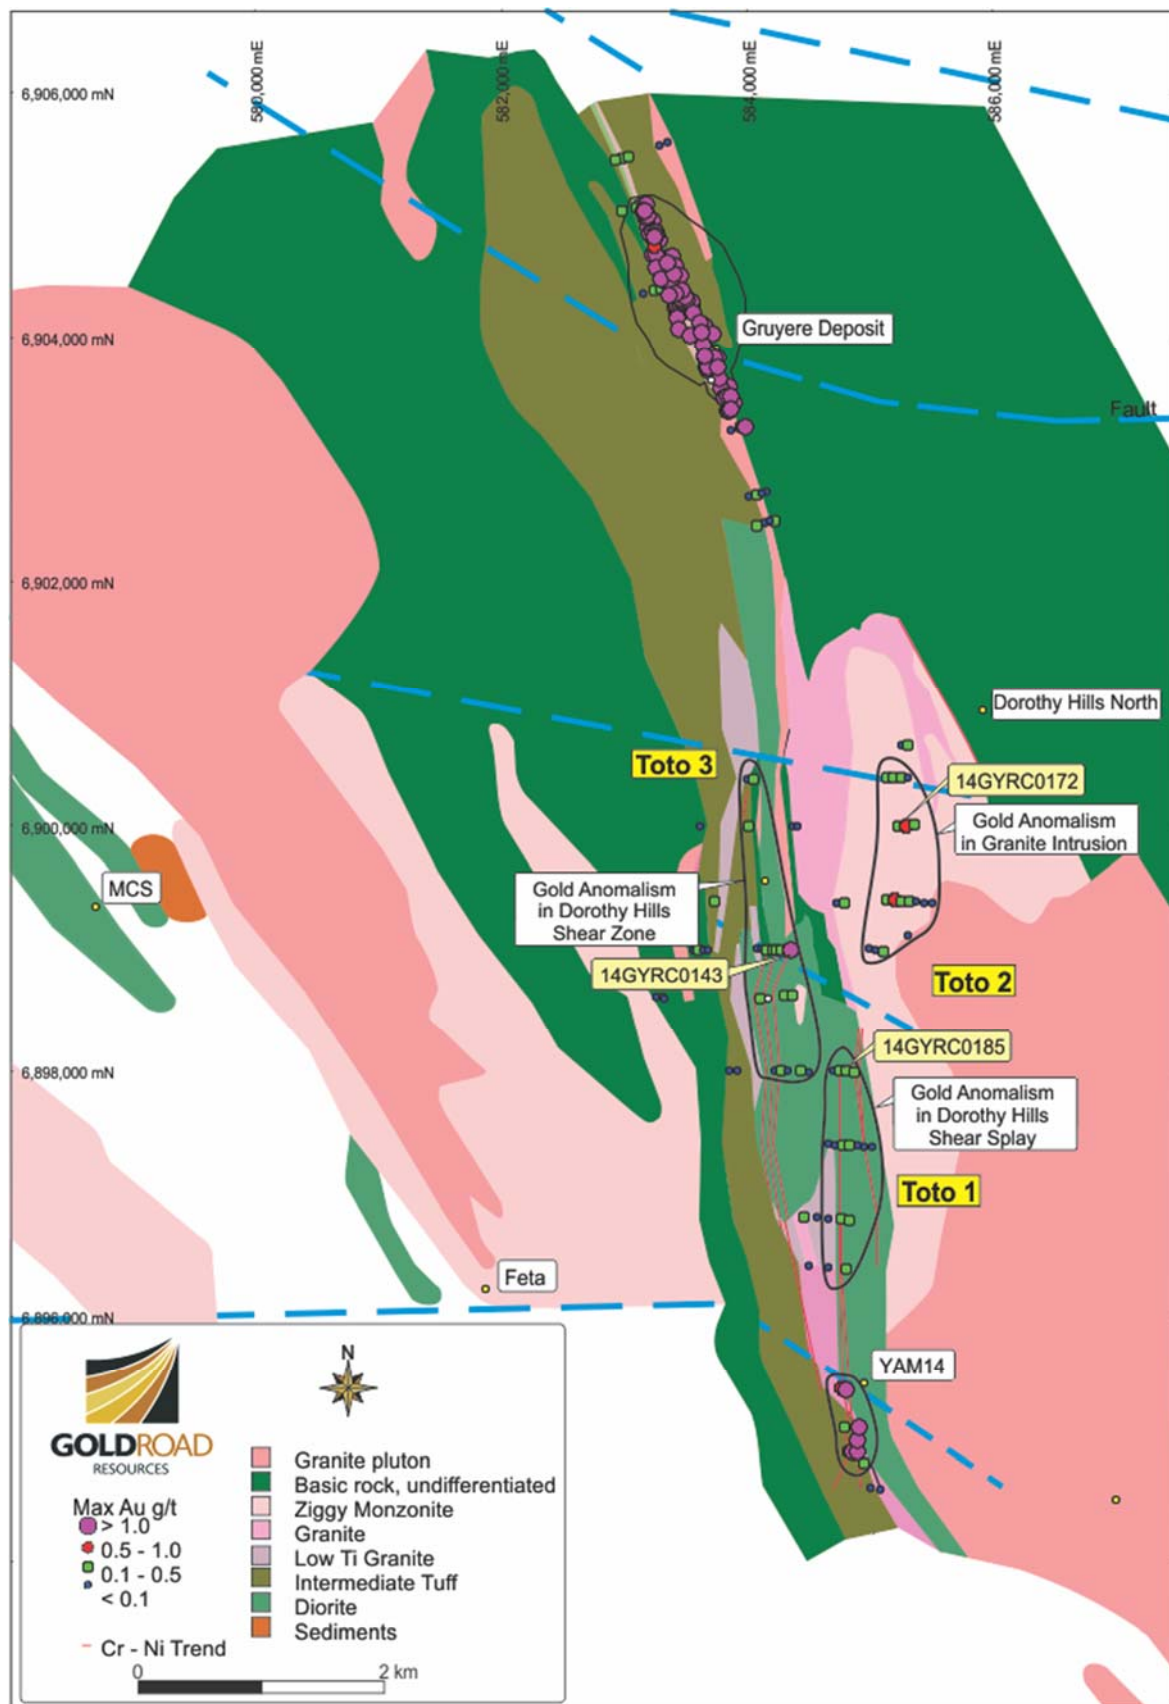 580,000 mE
582,000 mE
584,000 mE
586,000 mE
6,906,000 mN
6,904,000 mN
Gruyere Deposit
Fault
6,902,000 mN
Dorothy Hills North
Toto 3
14GYRC0172
6,900,000 mN
Gold Anomalism
in Granite Intrusion
MCS
Gold Anomalism
in Dorothy Hills
Shear Zone
14GYRC0143
Toto 2
14GYRC0185
6,898,000 mN
Gold Anomalism
in Dorothy Hills
Shear Splay
Toto 1
Feta
6,896,000 mN
YAM14
N
GOLDROAD
RESOURCES
Max Au g/t
> 1.0
0.5 - 1.0
0.1 - 0.5
< 0.1
Cr - Ni Trend
Granite pluton
Basic rock, undifferentiated
Ziggy Monzonite
Granite
Low Ti Granite
Intermediate Tuff
Diorite
Sediments
0
2 km